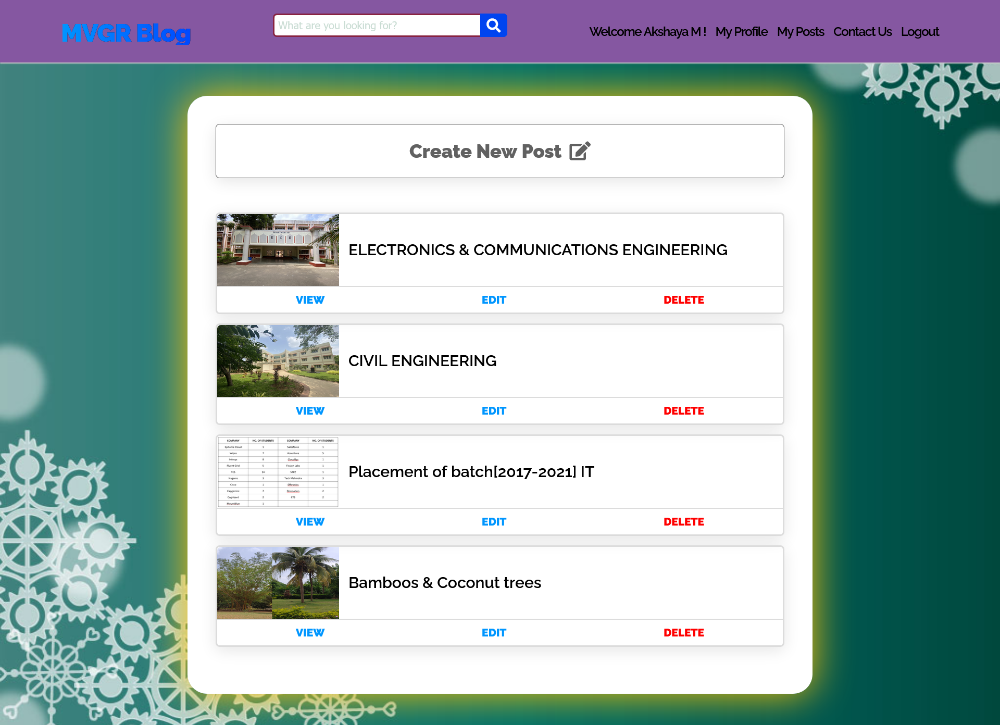 MVGR Blog
What are you looking for?
Welcome Akshaya M !
My Profile
My Posts
Contact Us
Logout
Create New Post
DEPARTMENT OF
E C E
ELECTRONICS & COMMUNICATIONS ENGINEERING
VIEW EDIT DELETE
CIVIL ENGINEERING
VIEW EDIT DELETE
COMPANY NO. OF STUDENTS COMPANY NO. OF STUDENTS
Epitome Cloud 1 Salesforce 1
Wipro 7 Accenture 5
Infosys 8 CloudByz 1
Fluent Grid 5 Fission Labs 1
TCS 14 STPZ 1
Nagarro 3 Tech Mahindra 3
Cisco 1 Efftronics 1
Capgemini 7 Docmation 2
Cognizant 2 CTS 2
MountBlue 1
Placement of batch[2017-2021] IT
VIEW EDIT DELETE
Bamboos & Coconut trees
VIEW EDIT DELETE